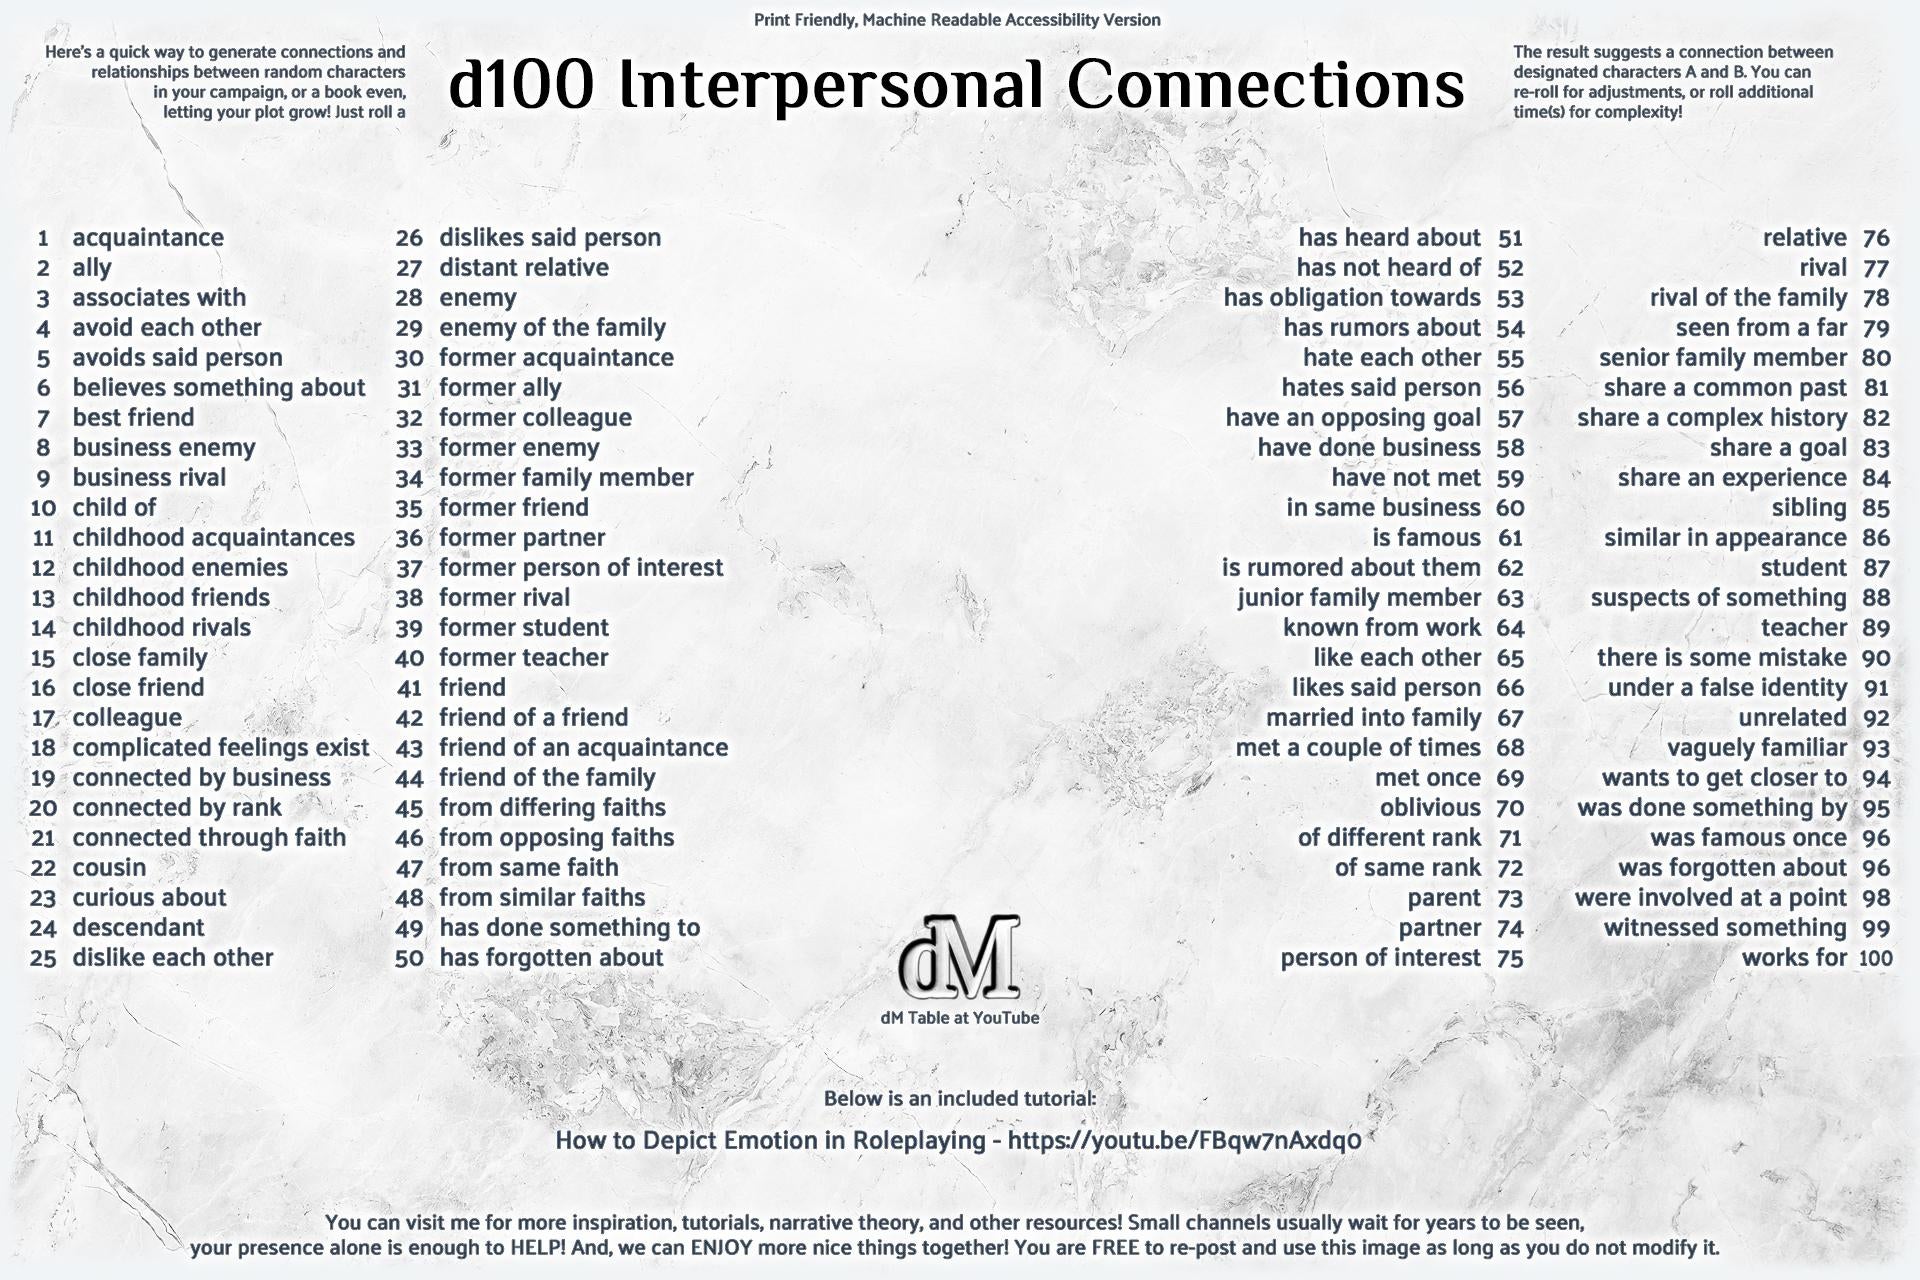 Print Friendly, Machine Readable Accessibility Version
Here's a quick way to generate connections and
relationships between random characters
in your campaign, or a book even,
letting your plot grow! Just roll a
d100 Interpersonal Connections
The result suggests a connection between
designated characters A and B. You can
re-roll for adjustments, or roll additional
time(s) for complexity!
1 acquaintance
2 ally
3 associates with
4 avoid each other
5 avoids said person
6 believes something about
7 best friend
8 business enemy
9 business rival
10 child of
11 childhood acquaintances
12 childhood enemies
13 childhood friends
14 childhood rivals
15 close family
16 close friend
17 colleague
18 complicated feelings exist
19 connected by business
20 connected by rank
21 connected through faith
22 cousin
23 curious about
24 descendant
25 dislike each other
26 dislikes said person
27 distant relative
28 enemy
29 enemy of the family
30 former acquaintance
31 former ally
32 former colleague
33 former enemy
34 former family member
35 former friend
36 former partner
37 former person of interest
38 former rival
39 former student
40 former teacher
41 friend
42 friend of a friend
43 friend of an acquaintance
44 friend of the family
45 from differing faiths
46 from opposing faiths
47 from same faith
48 from similar faiths
49 has done something to
50 has forgotten about
has heard about 51
has not heard of 52
has obligation towards 53
has rumors about 54
hate each other 55
hates said person 56
have an opposing goal 57
have done business 58
have not met 59
in same business 60
is famous 61
is rumored about them 62
junior family member 63
known from work 64
like each other 65
likes said person 66
married into family 67
met a couple of times 68
met once 69
oblivious 70
of different rank 71
of same rank 72
parent 73
partner 74
person of interest 75
relative 76
rival 77
rival of the family 78
seen from a far 79
senior family member 80
share a common past 81
share a complex history 82
share a goal 83
share an experience 84
sibling 85
similar in appearance 86
student 87
suspects of something 88
teacher 89
there is some mistake 90
under a false identity 91
unrelated 92
vaguely familiar 93
wants to get closer to 94
was done something by 95
was famous once 96
was forgotten about 96
were involved at a point 98
witnessed something 99
works for 100
dM
dM Table at YouTube
Below is an included tutorial:
How to Depict Emotion in Roleplaying - https://youtu.be/FBqw7nAxdq0
You can visit me for more inspiration, tutorials, narrative theory, and other resources! Small channels usually wait for years to be seen,
your presence alone is enough to HELP! And, we can ENJOY more nice things together! You are FREE to re-post and use this image as long as you do not modify it.